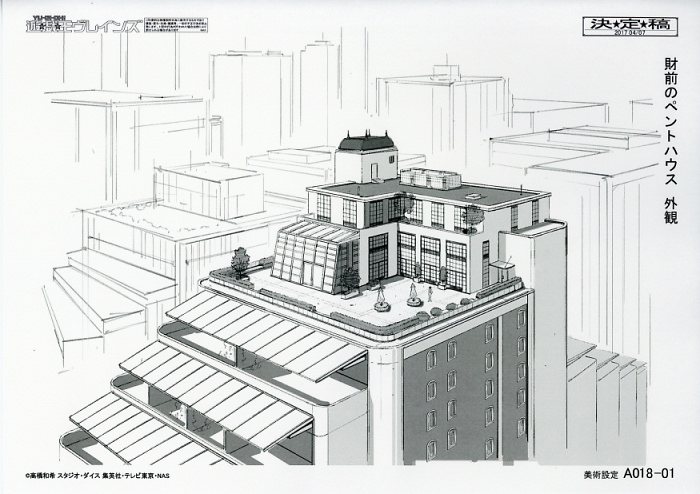 YU-GI-OH!
遊☆戯☆王ヴレインズ
決★定★稿
2017 04/07
財前のペントハウス 外観
©高橋和希 スタジオ・ダイス 集英社・テレビ東京・NAS
美術設定 A018-01